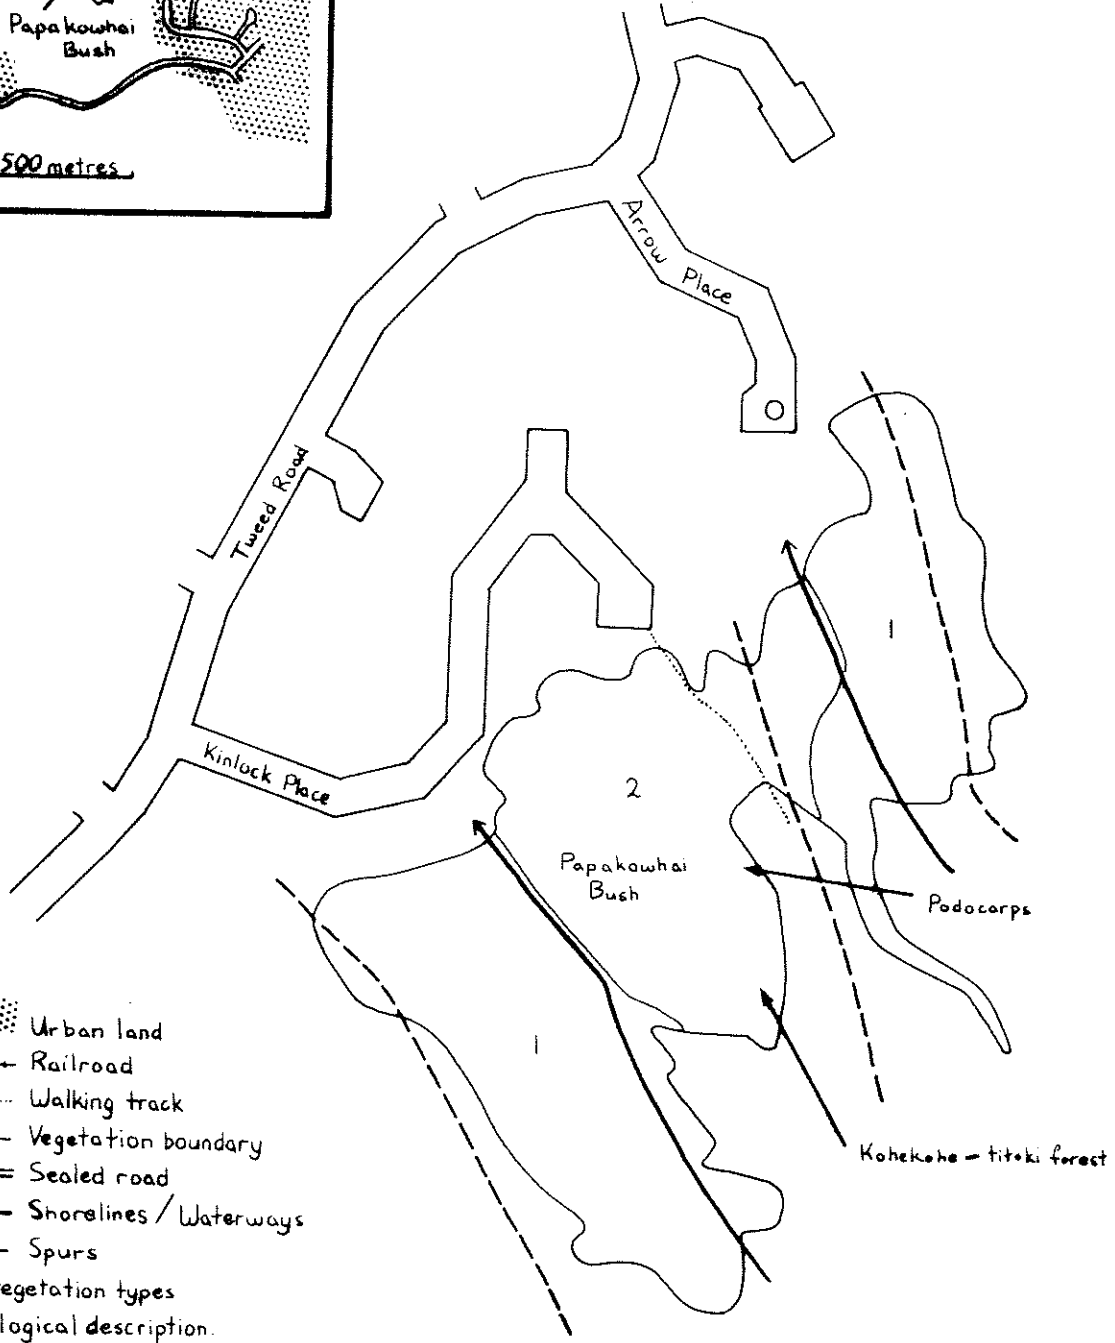 Papakowhai
Bush
500 metres
Arrow Place
Tweed Road
Kinlock Place
1
2
Papakowhai
Bush
Podocarps
1
Kohekohe - titoki forest
Urban land
Railroad
Walking track
Vegetation boundary
Sealed road
Shorelines / Waterways
Spurs
egetation types
logical description.